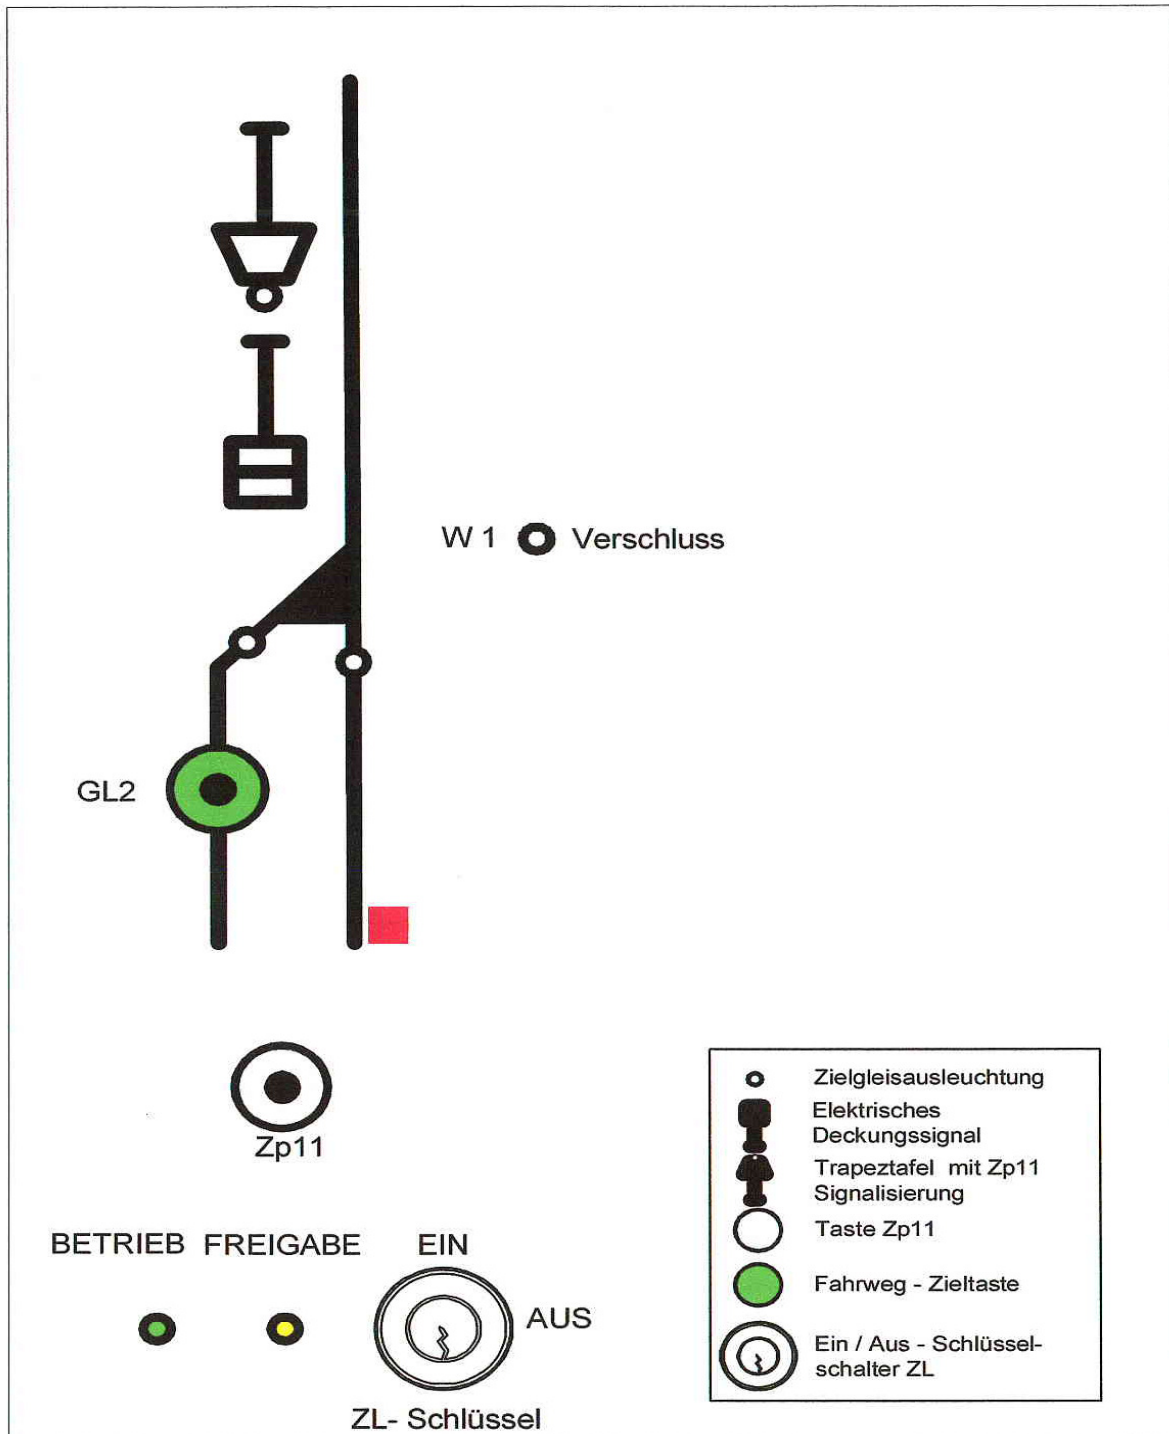 W 1 Verschluss
GL2
Zp11
BETRIEB FREIGABE EIN
AUS
ZL- Schlüssel
Zielgleisausleuchtung
Elektrisches
Deckungssignal
Trapeztafel mit Zp11
Signalisierung
Taste Zp11
Fahrweg - Zieltaste
Ein / Aus - Schlüssel-
schalter ZL